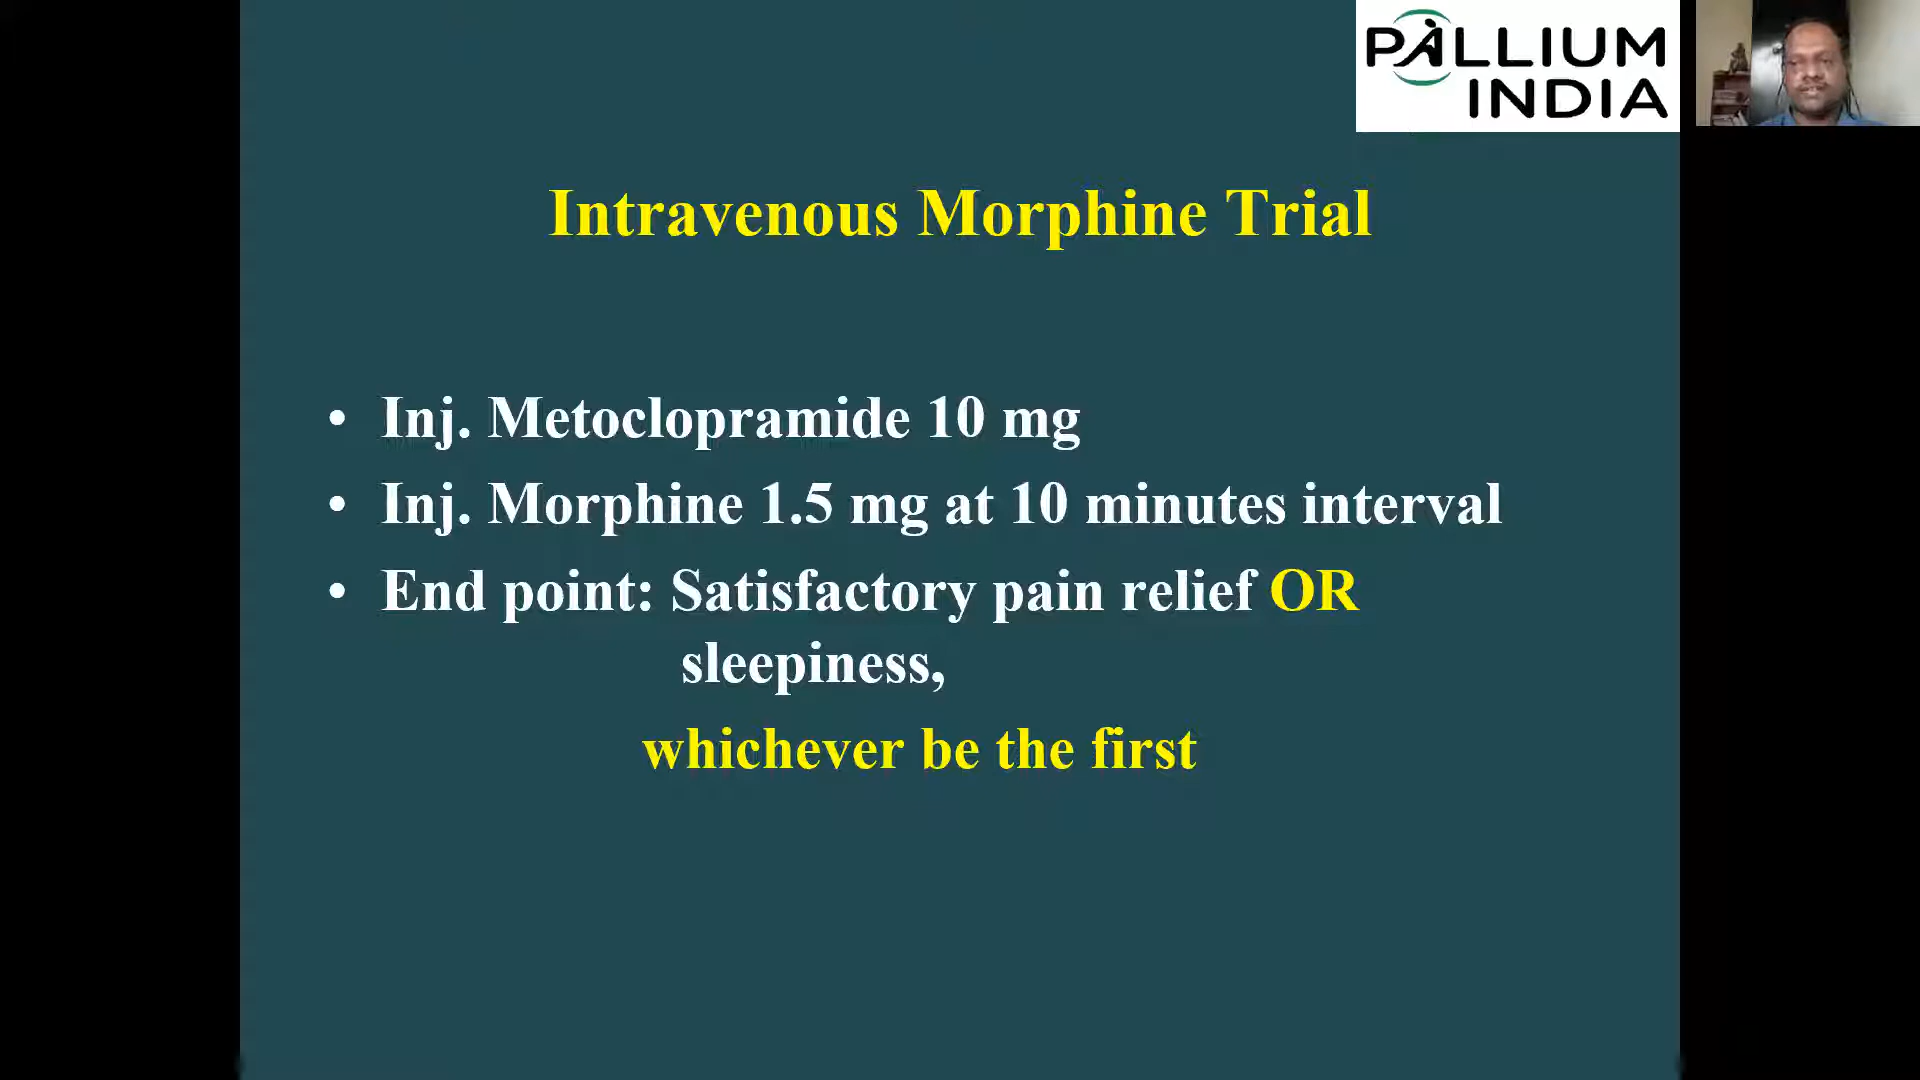 PALLIUM
INDIA
Intravenous Morphine Trial
• Inj. Metoclopramide 10 mg
• Inj. Morphine 1.5 mg at 10 minutes interval
• End point: Satisfactory pain relief OR
sleepiness,
whichever be the first